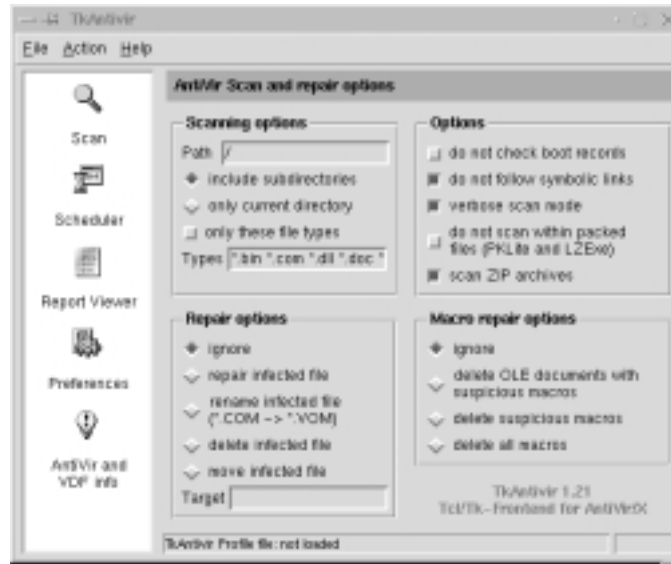 TkAntivir
File Action Help
Scan
Scheduler
Report Viewer
Preferences
AntiVir and
VDF info
AntiVir Scan and repair options
Scanning options
Path /
include subdirectories
only current directory
only these file types
Types *.bin *.com *.dll *.doc *
Options
do not check boot records
do not follow symbolic links
verbose scan mode
do not scan within packed
files (PKLite and LZExe)
scan ZIP archives
Repair options
ignore
repair infected file
rename infected file
(*.COM --> *.VOM)
delete infected file
move infected file
Target
Macro repair options
ignore
delete OLE documents with
suspicious macros
delete suspicious macros
delete all macros
TkAntivir 1.21
Tcl/Tk-Frontend for AntiVir/X
TkAntivir Profile file: not loaded